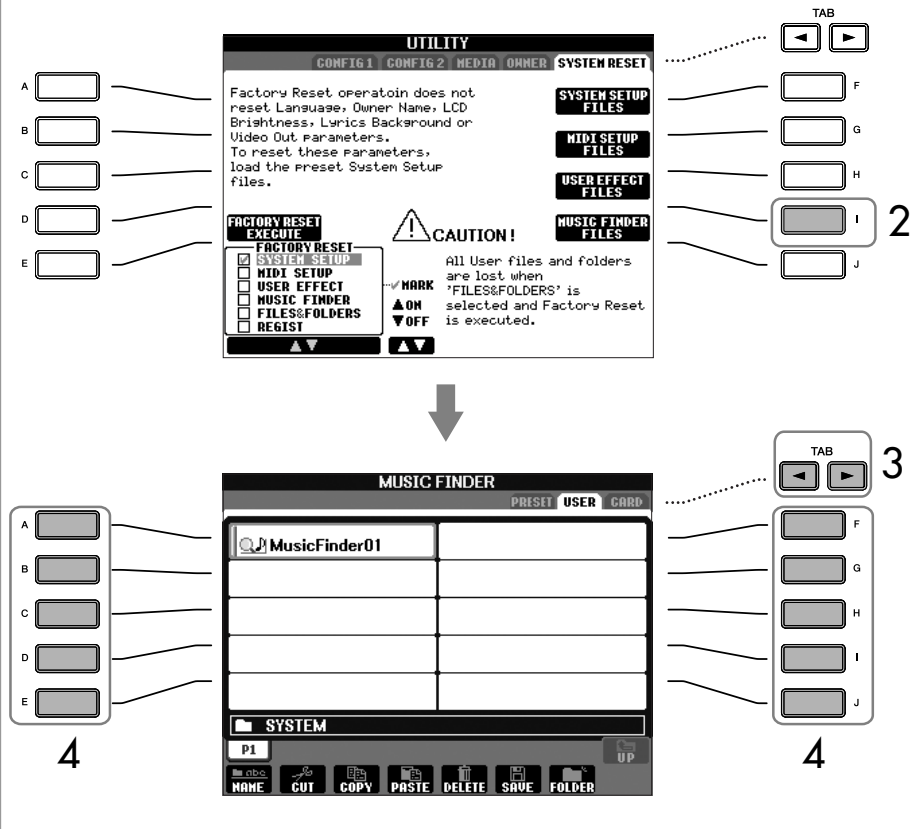 TAB
UTILITY
CONFIG 1 CONFIG 2 MEDIA OWNER SYSTEM RESET
A
B
C
D
E
Factory Reset operatoin does not
reset Language, Owner Name, LCD
Brightness, Lyrics Background or
Video Out parameters.
To reset these parameters,
load the preset System Setup
files.
SYSTEM SETUP
FILES
MIDI SETUP
FILES
USER EFFECT
FILES
MUSIC FINDER
FILES
F
G
H
I
J
2
FACTORY RESET
EXECUTE
FACTORY RESET
SYSTEM SETUP
MIDI SETUP
USER EFFECT
MUSIC FINDER
FILES&FOLDERS
REGIST
MARK
▲ON
▼OFF
▲▼
▲▼
CAUTION !
All User files and folders
are lost when
'FILES&FOLDERS' is
selected and Factory Reset
is executed.
TAB
3
MUSIC FINDER
PRESET USER CARD
A
B
C
D
E
4
MusicFinder01
SYSTEM
P1
UP
abc
NAME CUT COPY PASTE DELETE SAVE FOLDER
F
G
H
I
J
4